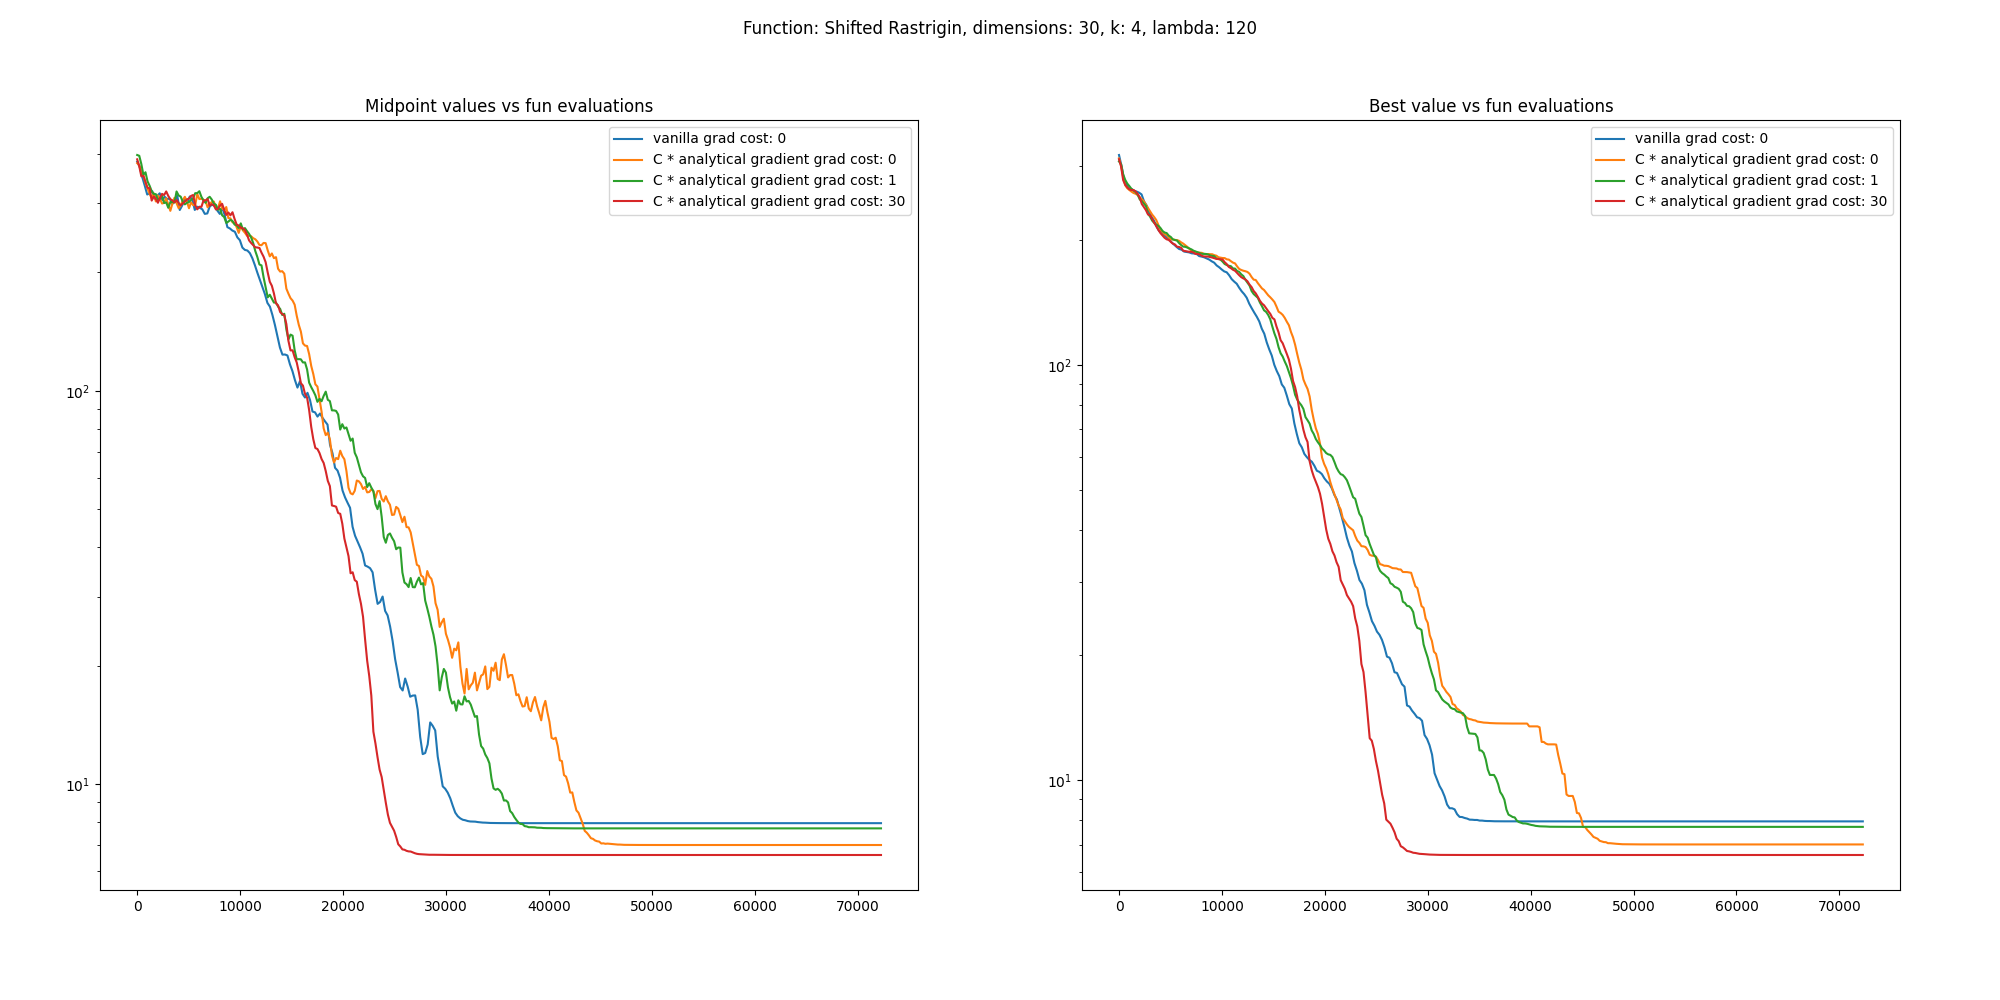 Function: Shifted Rastrigin, dimensions: 30, k: 4, lambda: 120
Midpoint values vs fun evaluations
vanilla grad cost: 0
C * analytical gradient grad cost: 0
C * analytical gradient grad cost: 1
C * analytical gradient grad cost: 30
10²
10¹
0 10000 20000 30000 40000 50000 60000 70000
Best value vs fun evaluations
vanilla grad cost: 0
C * analytical gradient grad cost: 0
C * analytical gradient grad cost: 1
C * analytical gradient grad cost: 30
10²
10¹
0 10000 20000 30000 40000 50000 60000 70000